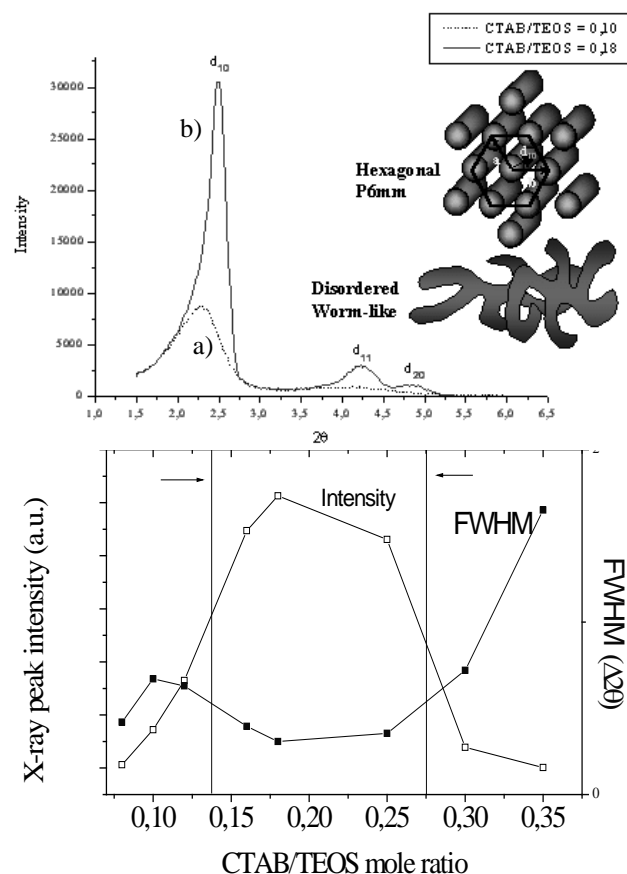 CTAB/TEOS = 0,10
CTAB/TEOS = 0,18
30000
25000
20000
15000
10000
5000
0
Intensity
d10
b)
a)
d11
d20
Hexagonal
P6mm
a
d10
Disordered
Worm-like
1,0 1,5 2,0 2,5 3,0 3,5 4,0 4,5 5,0 5,5 6,0 6,5
2θ
X-ray peak intensity (a.u.)
Intensity
FWHM
2
0
FWHM (Δ2θ)
0,10 0,15 0,20 0,25 0,30 0,35
CTAB/TEOS mole ratio